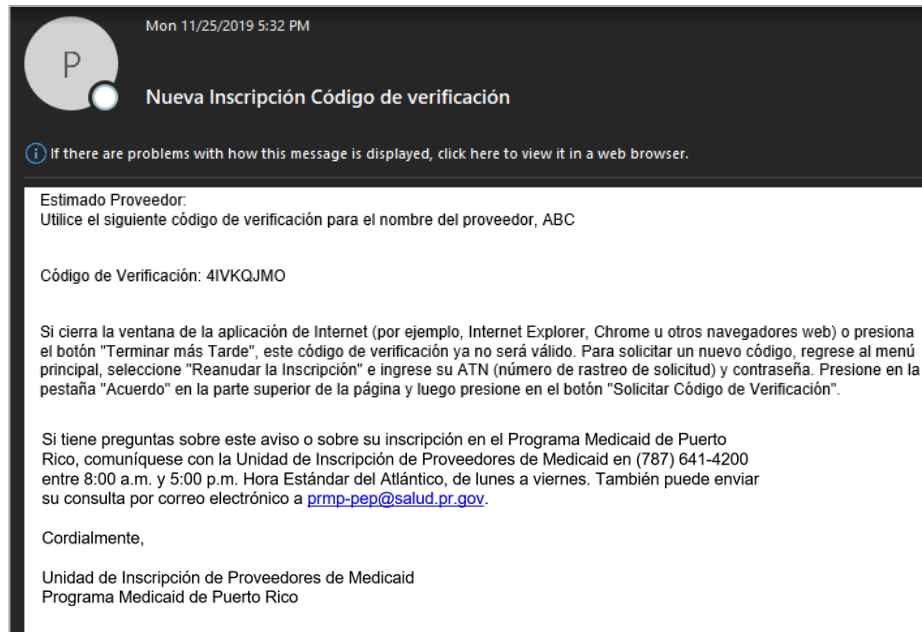 P
Mon 11/25/2019 5:32 PM
Nueva Inscripción Código de verificación
If there are problems with how this message is displayed, click here to view it in a web browser.
Estimado Proveedor:
Utilice el siguiente código de verificación para el nombre del proveedor, ABC
Código de Verificación: 4IVKQJMO
Si cierra la ventana de la aplicación de Internet (por ejemplo, Internet Explorer, Chrome u otros navegadores web) o presiona
el botón "Terminar más Tarde", este código de verificación ya no será válido. Para solicitar un nuevo código, regrese al menú
principal, seleccione "Reanudar la Inscripción" e ingrese su ATN (número de rastreo de solicitud) y contraseña. Presione en la
pestaña "Acuerdo" en la parte superior de la página y luego presione en el botón "Solicitar Código de Verificación".
Si tiene preguntas sobre este aviso o sobre su inscripción en el Programa Medicaid de Puerto
Rico, comuníquese con la Unidad de Inscripción de Proveedores de Medicaid en (787) 641-4200
entre 8:00 a.m. y 5:00 p.m. Hora Estándar del Atlántico, de lunes a viernes. También puede enviar
su consulta por correo electrónico a prmp-pep@salud.pr.gov.
Cordialmente,
Unidad de Inscripción de Proveedores de Medicaid
Programa Medicaid de Puerto Rico